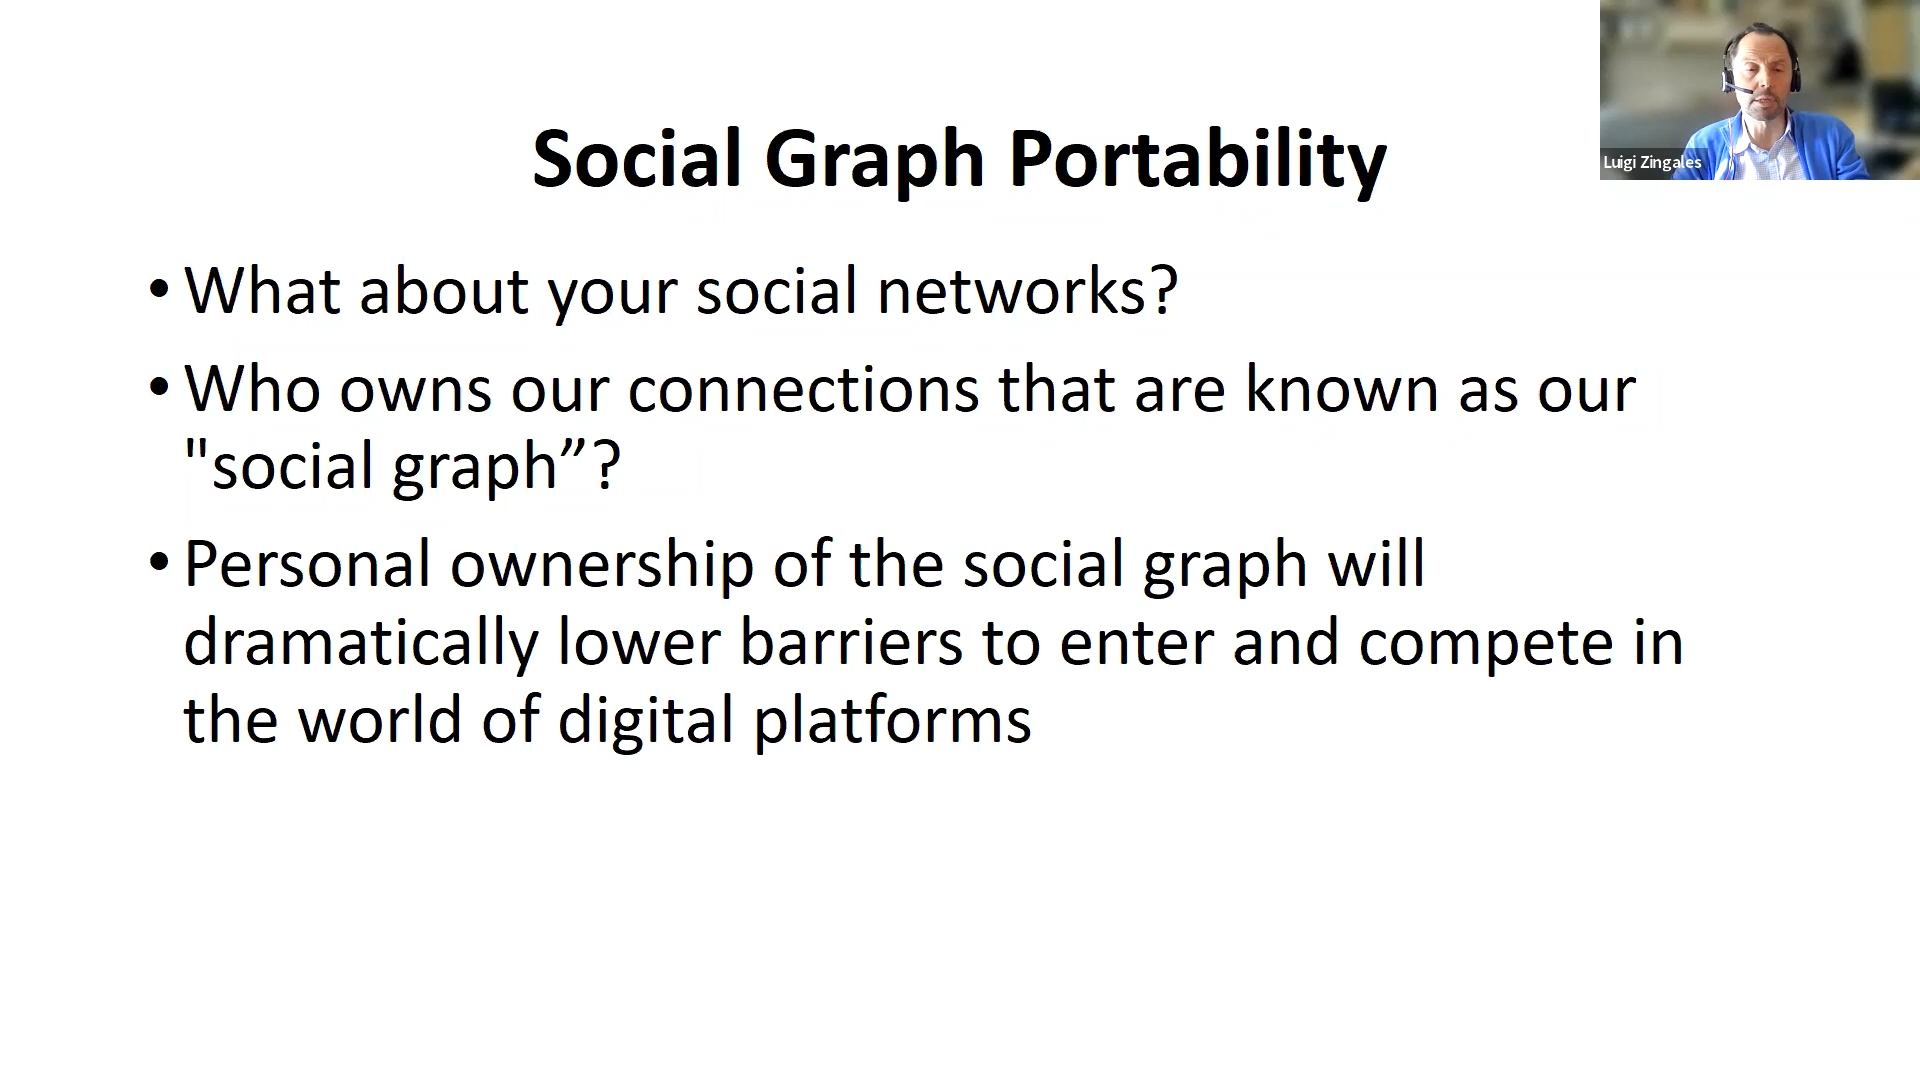 Social Graph Portability
Luigi Zingales
• What about your social networks?
• Who owns our connections that are known as our
"social graph”?
• Personal ownership of the social graph will
dramatically lower barriers to enter and compete in
the world of digital platforms